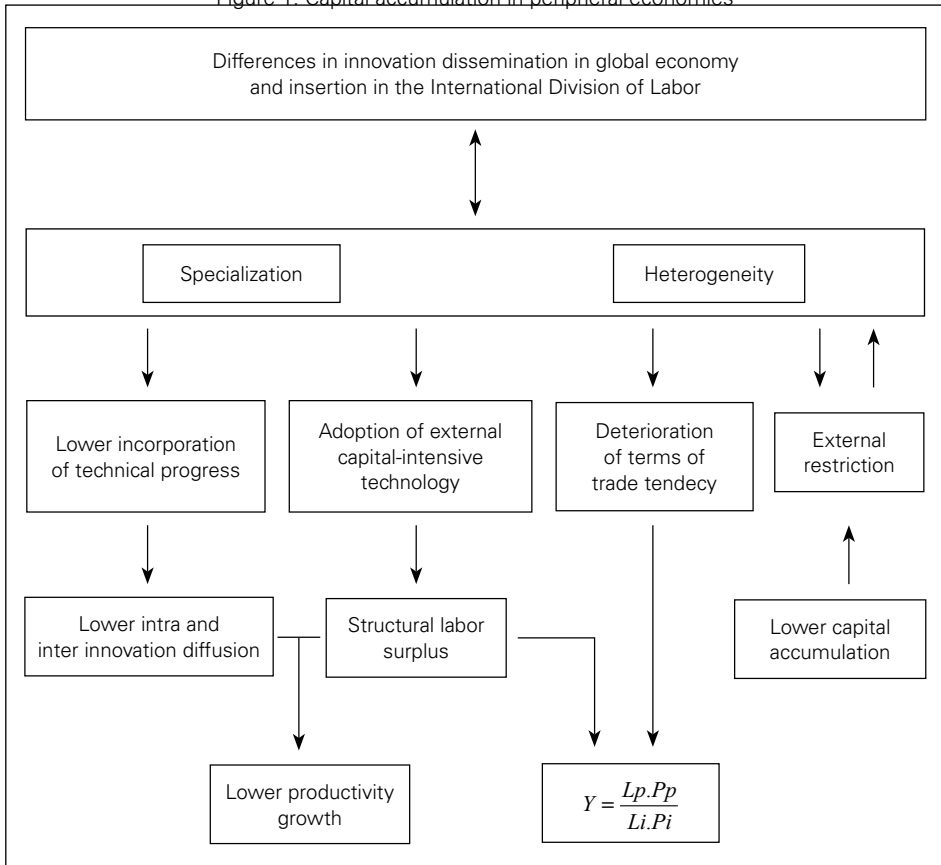 Figure 1: Capital accumulation in peripheral economics
Differences in innovation dissemination in global economy
and insertion in the International Division of Labor
Specialization
Heterogeneity
Lower incorporation
of technical progress
Adoption of external
capital-intensive
technology
Deterioration
of terms of
trade tendecy
External
restriction
Lower intra and
inter innovation diffusion
Structural labor
surplus
Lower capital
accumulation
Lower productivity
growth
Y = Lp.Pp / Li.Pi